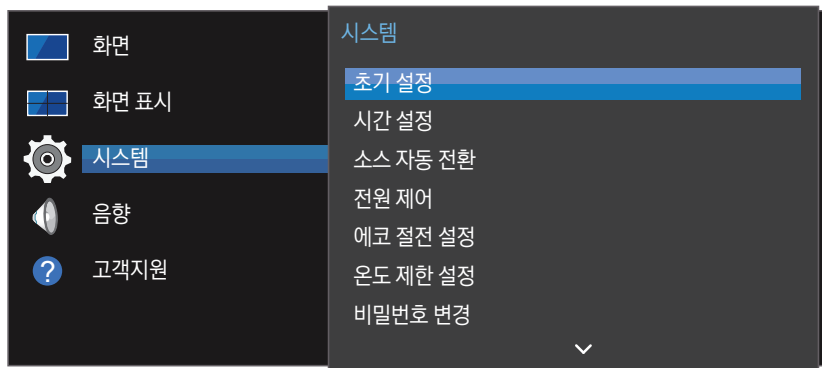 화면
화면 표시
시스템
음향
고객지원
시스템
초기 설정
시간 설정
소스 자동 전환
전원 제어
에코 절전 설정
온도 제한 설정
비밀번호 변경